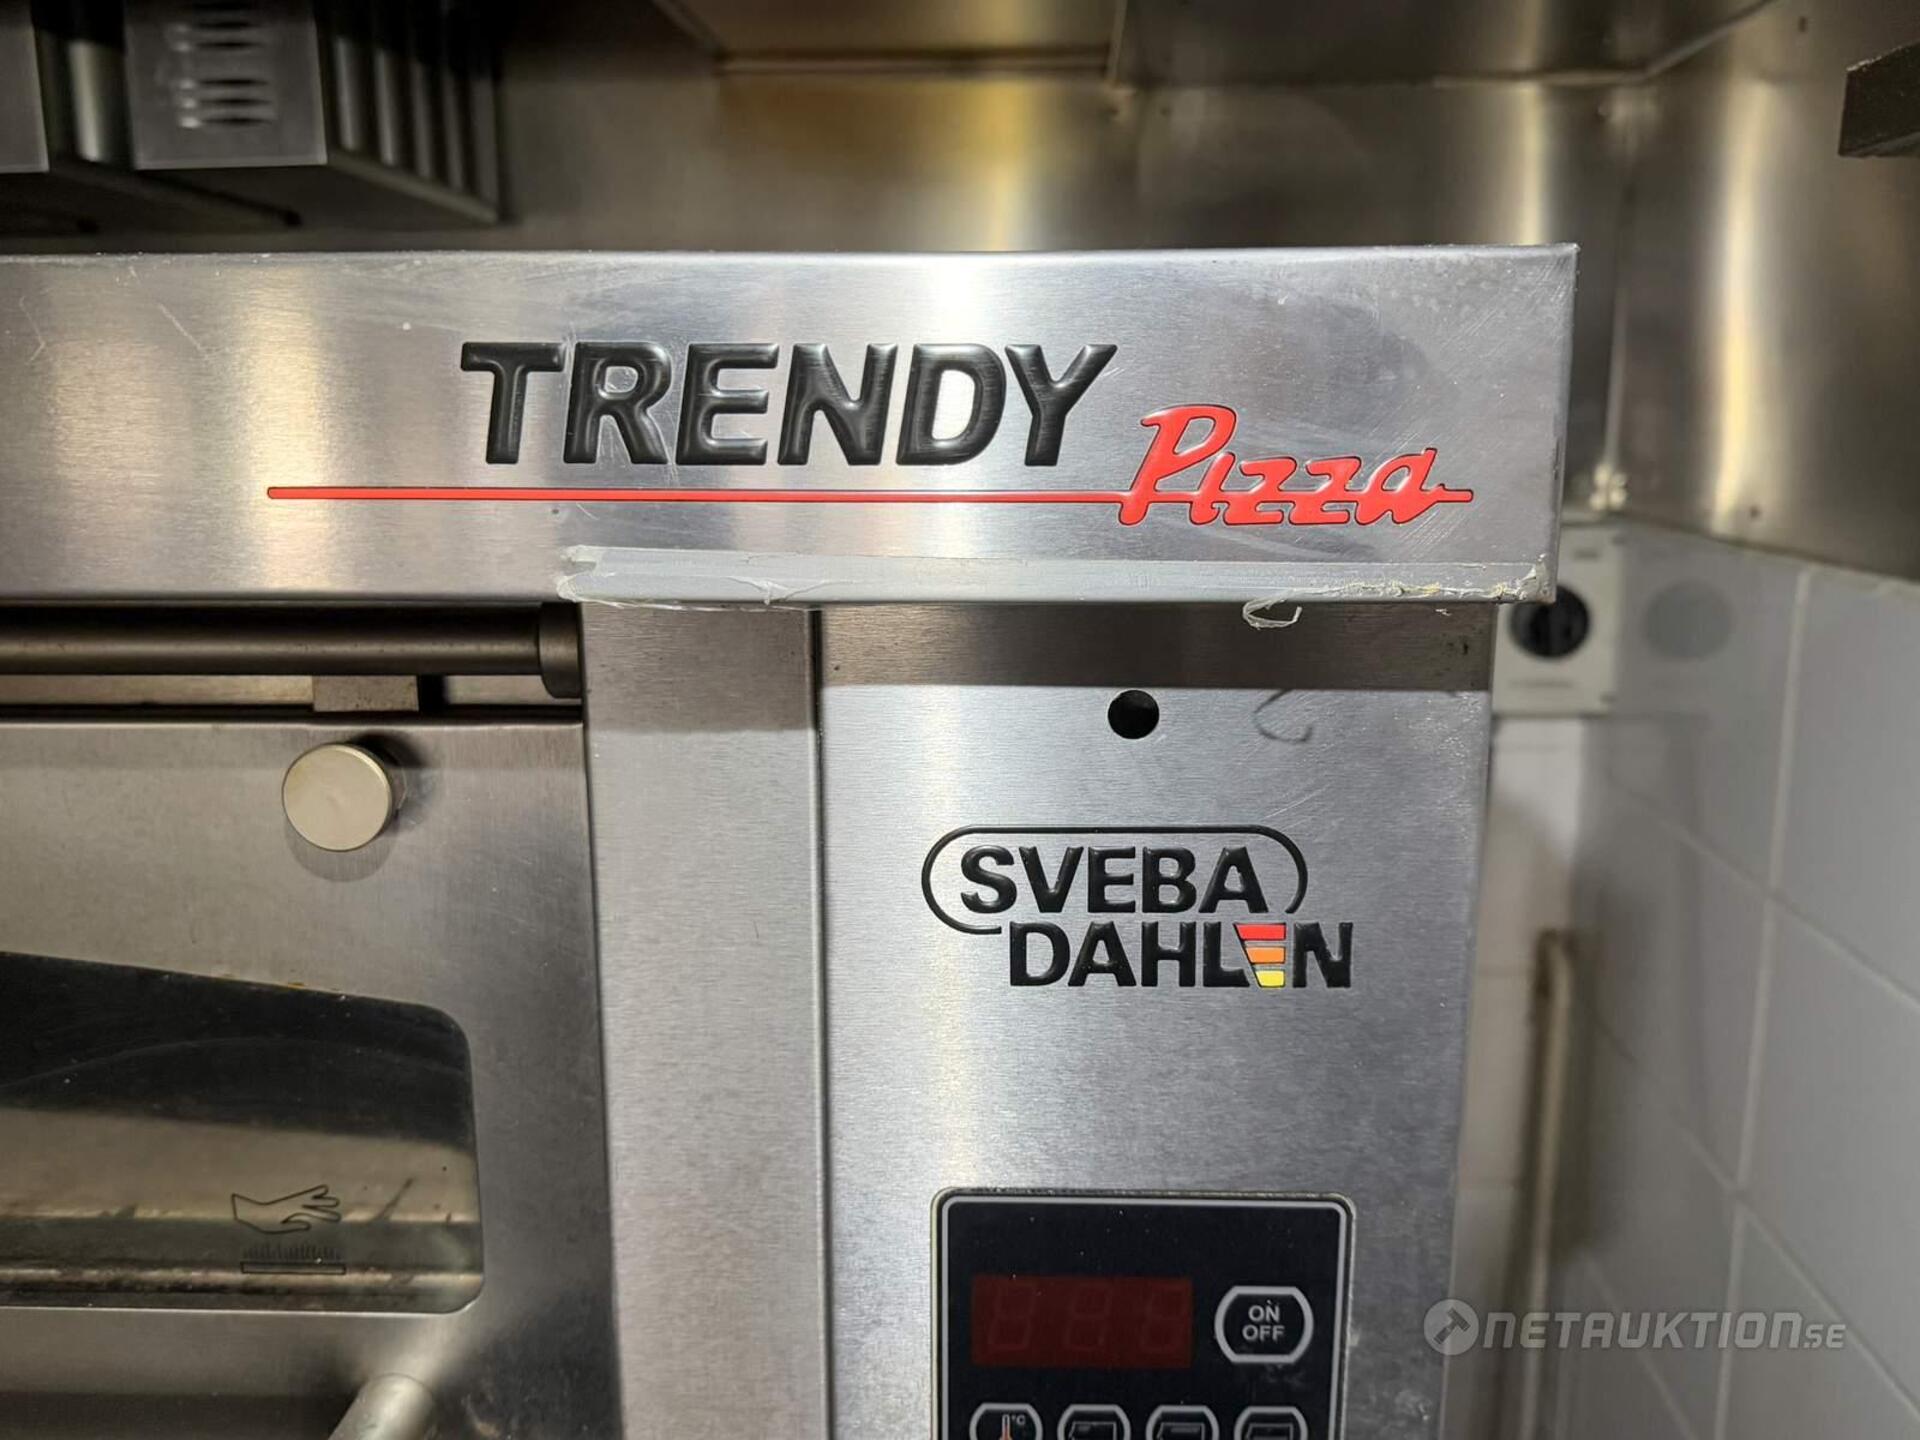 TRENDY
Pizza
SVEBA
DAHLEN
ON
OFF
°C
NETAUKTION.SE